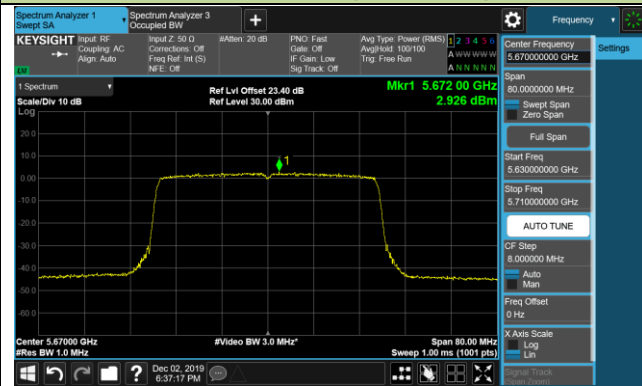 Spectrum Analyzer 1
Swept SA
Spectrum Analyzer 3
Occupied BW
Frequency
KEYSIGHT
Input: RF
Coupling: AC
Align: Auto
Input Z: 50 Ω
Corrections: Off
Freq Ref: Int (S)
NFE: Off
#Atten: 20 dB
PNO: Fast
Gate: Off
IF Gain: Low
Sig Track: Off
Avg Type: Power (RMS)
Avg|Hold: 100/100
Trig: Free Run
1 2 3 4 5 6
A W W W W W
A N N N N N
LW
1 Spectrum
Scale/Div 10 dB
Log
Ref Lvl Offset 23.40 dB
Ref Level 30.00 dBm
Mkr1 5.672 00 GHz
2.926 dBm
1
20.0
10.0
0.00
-10.0
-20.0
-30.0
-40.0
-50.0
-60.0
Center 5.67000 GHz
#Res BW 1.0 MHz
#Video BW 3.0 MHz*
Span 80.00 MHz
Sweep 1.00 ms (1001 pts)
Dec 02, 2019
6:37:17 PM
Center Frequency
5.670000000 GHz
Settings
Span
80.0000000 MHz
Swept Span
Zero Span
Full Span
Start Freq
5.630000000 GHz
Stop Freq
5.710000000 GHz
AUTO TUNE
CF Step
8.000000 MHz
Auto
Man
Freq Offset
0 Hz
X Axis Scale
Log
Lin
Signal Track
(Span Zoom)